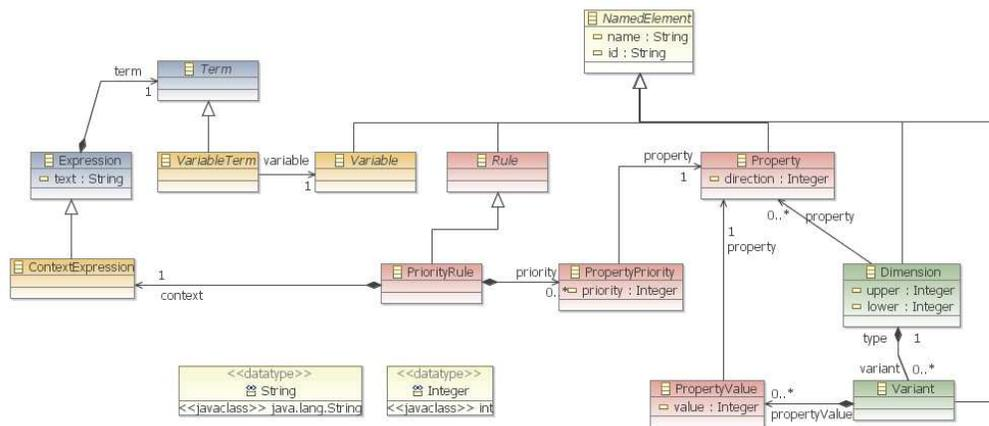 NamedElement
name : String
id : String
term
1
Term
Expression
text : String
VariableTerm
variable
1
Variable
Rule
property
1
Property
direction : Integer
0..*
property
1
property
ContextExpression
1
context
PriorityRule
priority
0..*
PropertyPriority
priority : Integer
Dimension
upper : Integer
lower : Integer
type
1
variant
0..*
<<datatype>>
String
<<javaclass>> java.lang.String
<<datatype>>
Integer
<<javaclass>> int
PropertyValue
value : Integer
0..*
propertyValue
Variant